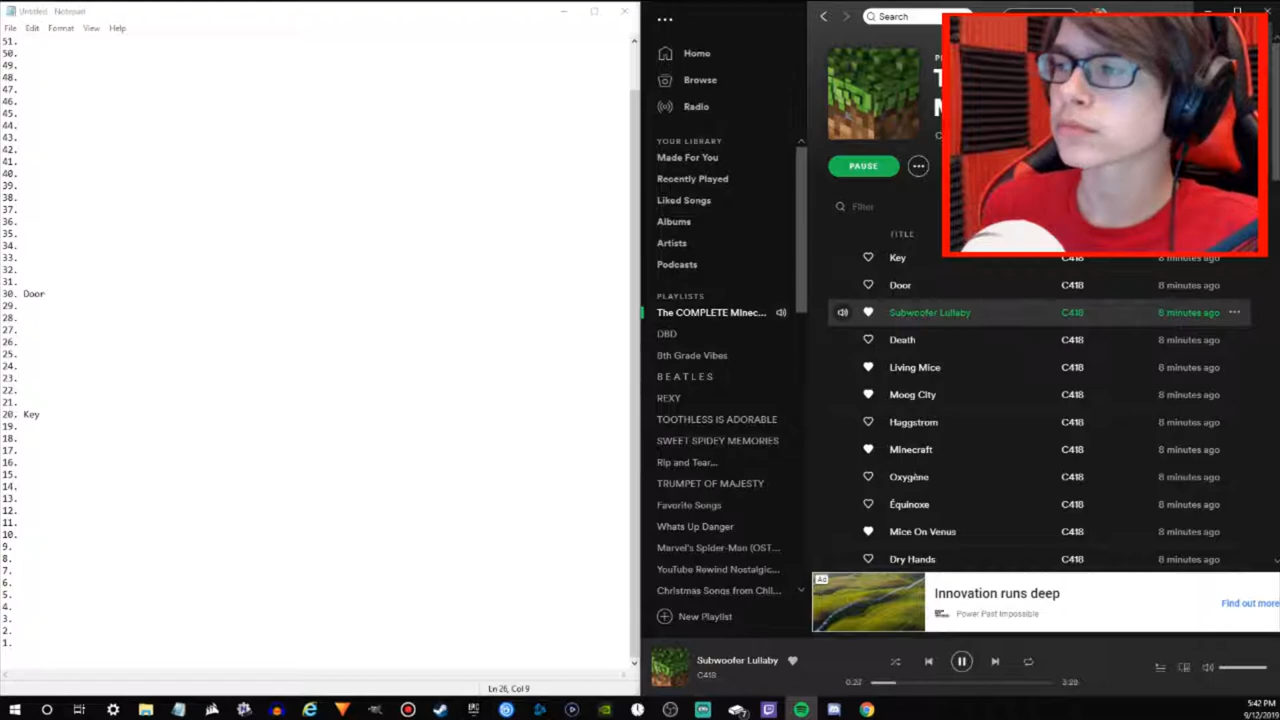 Untitled - Notepad
File Edit Format View Help
51.
50.
49.
48.
47.
46.
45.
44.
43.
42.
41.
40.
39.
38.
37.
36.
35.
34.
33.
32.
31.
30. Door
29.
28.
27.
26.
25.
24.
23.
22.
21.
20. Key
19.
18.
17.
16.
15.
14.
13.
12.
11.
10.
9.
8.
7.
6.
5.
4.
3.
2.
1.
Ln 26, Col 9
Home
Browse
Radio
YOUR LIBRARY
Made For You
Recently Played
Liked Songs
Albums
Artists
Podcasts
PLAYLISTS
The COMPLETE Minec...
DBD
8th Grade Vibes
B E A T L E S
REXY
TOOTHLESS IS ADORABLE
SWEET SPIDEY MEMORIES
Rip and Tear...
TRUMPET OF MAJESTY
Favorite Songs
Whats Up Danger
Marvel's Spider-Man (OST...
YouTube Rewind Nostalgic...
Christmas Songs from Chil...
New Playlist
Search
PAUSE
Filter
TITLE
Key C418 8 minutes ago
Door C418 8 minutes ago
Subwoofer Lullaby C418 8 minutes ago
Death C418 8 minutes ago
Living Mice C418 8 minutes ago
Moog City C418 8 minutes ago
Haggstrom C418 8 minutes ago
Minecraft C418 8 minutes ago
Oxygène C418 8 minutes ago
Équinoxe C418 8 minutes ago
Mice On Venus C418 8 minutes ago
Dry Hands C418 8 minutes ago
Ad
Innovation runs deep
Power Past Impossible
Find out more
Subwoofer Lullaby
C418
0:27
3:28
5:42 PM
9/12/2019